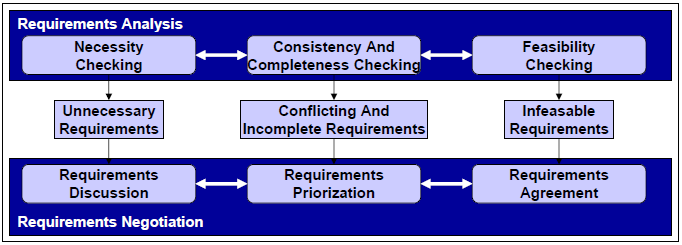 Requirements Analysis
Necessity
Checking
Consistency And
Completeness Checking
Feasibility
Checking
Unnecessary
Requirements
Conflicting And
Incomplete Requirements
Infeasable
Requirements
Requirements
Discussion
Requirements
Priorization
Requirements
Agreement
Requirements Negotiation